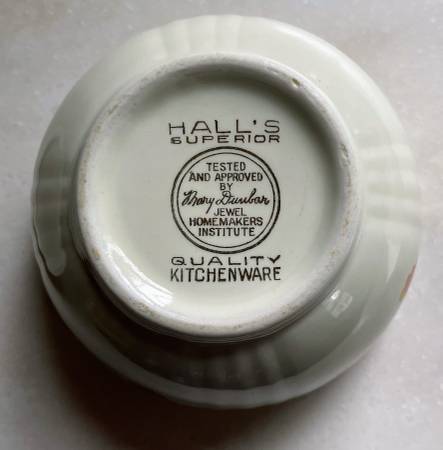 HALL'S
SUPERIOR
TESTED
AND APPROVED
BY
Mary Dunbar
JEWEL
HOMEMAKERS
INSTITUTE
QUALITY
KITCHENWARE